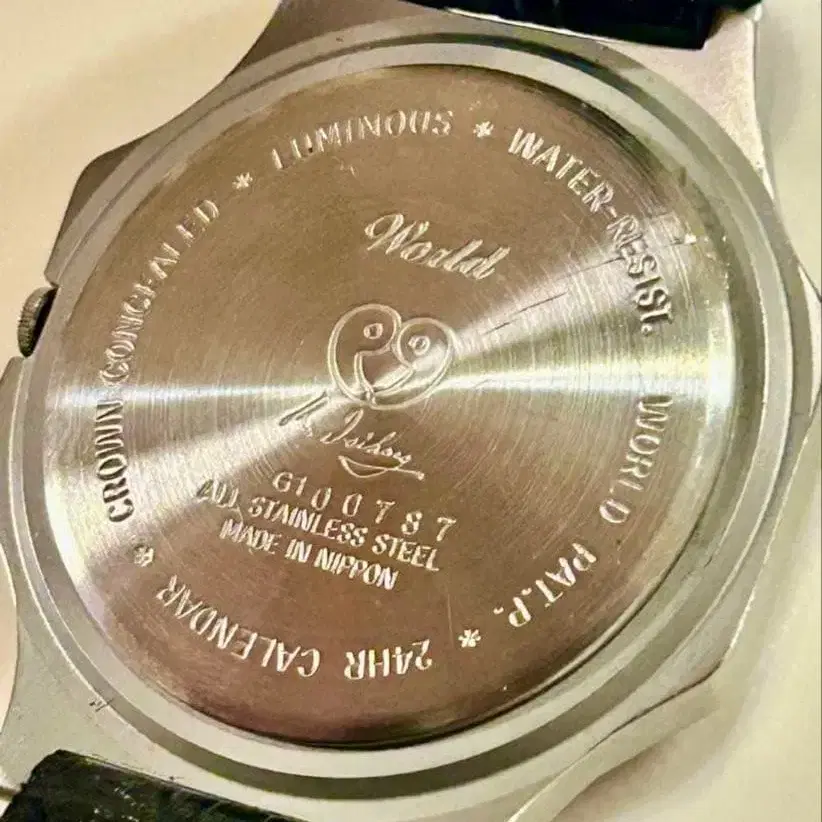 CROWN CONCEALED * LUMINOUS * WATER-RESIST. WORLD PAT.P. * 24HR CALENDAR *
World
G100787
ALL STAINLESS STEEL
MADE IN NIPPON